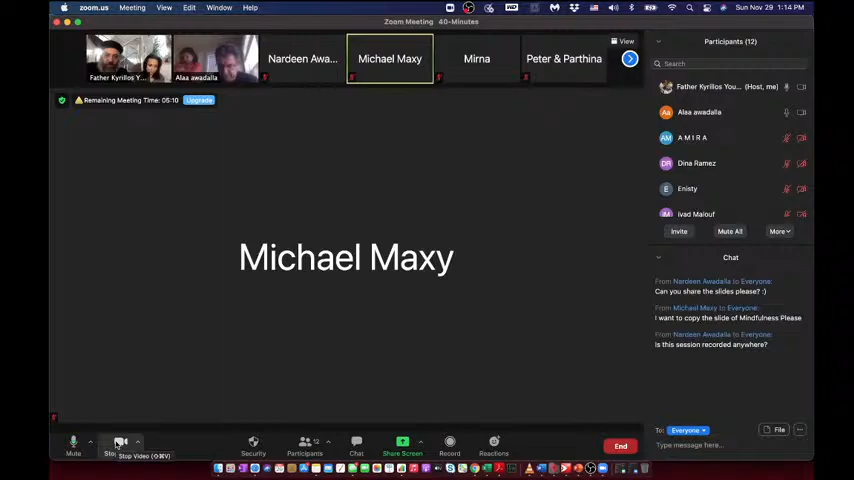 zoom.us Meeting View Edit Window Help
Sun Nov 29 1:14 PM
Zoom Meeting 40-Minutes
Father Kyrillos Y...
Alaa awadalla
Nardeen Awa...
Michael Maxy
Mirna
Peter & Parthina
View
Remaining Meeting Time: 05:10 Upgrade
Michael Maxy
Participants (12)
Search
Father Kyrillos You... (Host, me)
Aa Alaa awadalla
AM A M I R A
DR Dina Ramez
E Enisty
IM Iyad Malouf
Invite
Mute All
More
Chat
From Nardeen Awadalla to Everyone:
Can you share the slides please? :)
From Michael Maxy to Everyone:
I want to copy the slide of Mindfulness Please
From Nardeen Awadalla to Everyone:
Is this session recorded anywhere?
To: Everyone
File
Type message here...
Mute
Stop Video (⇧⌘V)
Security
12
Participants
Chat
Share Screen
Record
Reactions
End